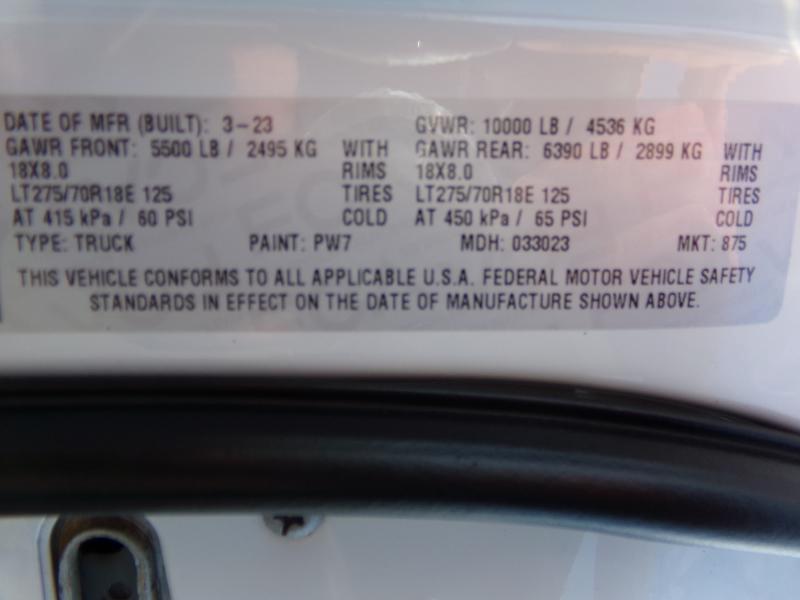 DATE OF MFR (BUILT): 3-23 GVWR: 10000 LB / 4536 KG
GAWR FRONT: 5500 LB / 2495 KG WITH GAWR REAR: 6390 LB / 2899 KG WITH
18X8.0 RIMS 18X8.0 RIMS
LT275/70R18E 125 TIRES LT275/70R18E 125 TIRES
AT 415 kPa / 60 PSI COLD AT 450 kPa / 65 PSI COLD
TYPE: TRUCK PAINT: PW7 MDH: 033023 MKT: 875
THIS VEHICLE CONFORMS TO ALL APPLICABLE U.S.A. FEDERAL MOTOR VEHICLE SAFETY
STANDARDS IN EFFECT ON THE DATE OF MANUFACTURE SHOWN ABOVE.